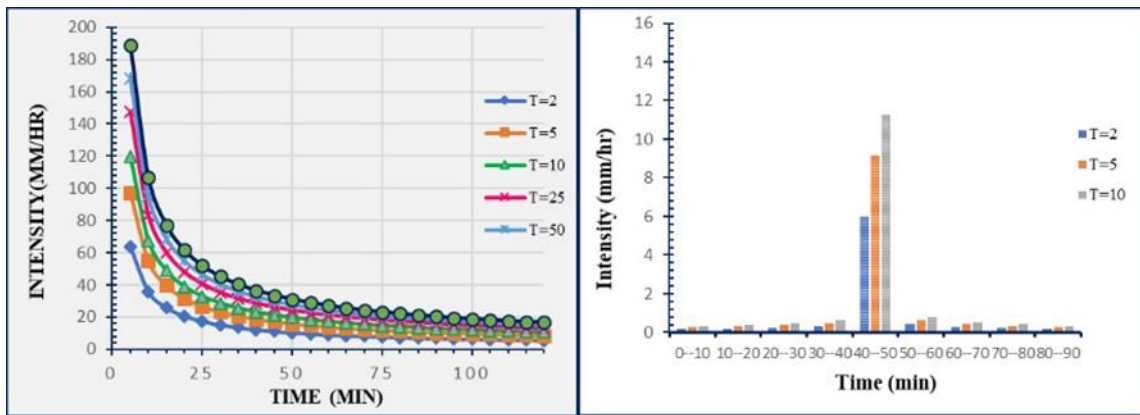 200
180
160
140
120
100
80
60
40
20
0
INTENSITY(MM/HR)
0 25 50 75 100
TIME (MIN)
T=2
T=5
T=10
T=25
T=50
16
14
12
10
8
6
4
2
0
Intensity (mm/hr)
0--10 10--20 20--30 30--40 40--50 50--60 60--70 70--80 80--90
Time (min)
T=2
T=5
T=10